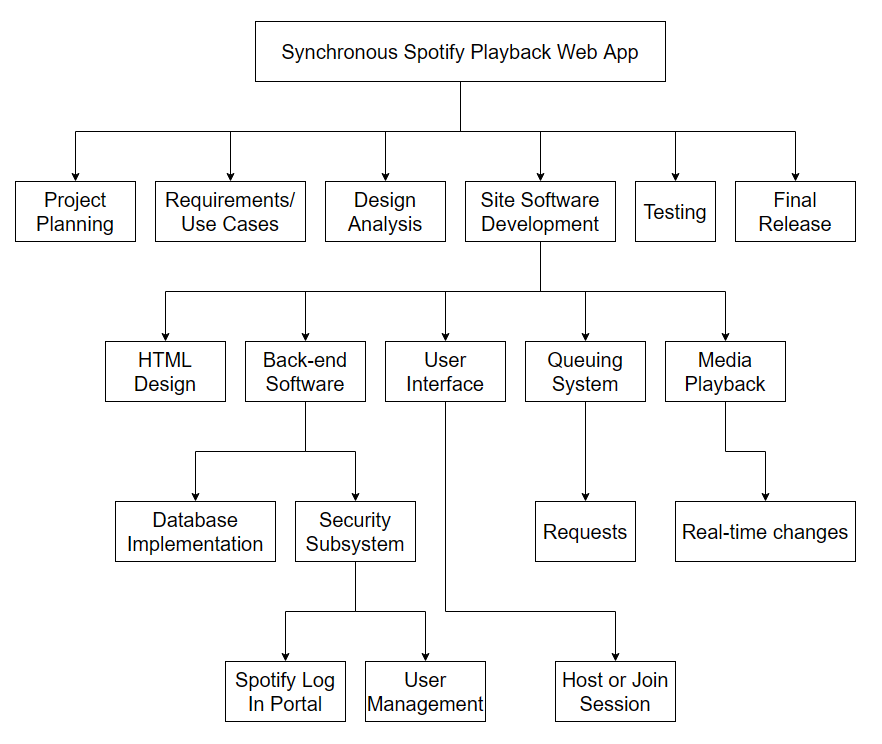 Synchronous Spotify Playback Web App
Project
Planning
Requirements/
Use Cases
Design
Analysis
Site Software
Development
Testing
Final
Release
HTML
Design
Back-end
Software
User
Interface
Queuing
System
Media
Playback
Database
Implementation
Security
Subsystem
Requests
Real-time changes
Spotify Log
In Portal
User
Management
Host or Join
Session